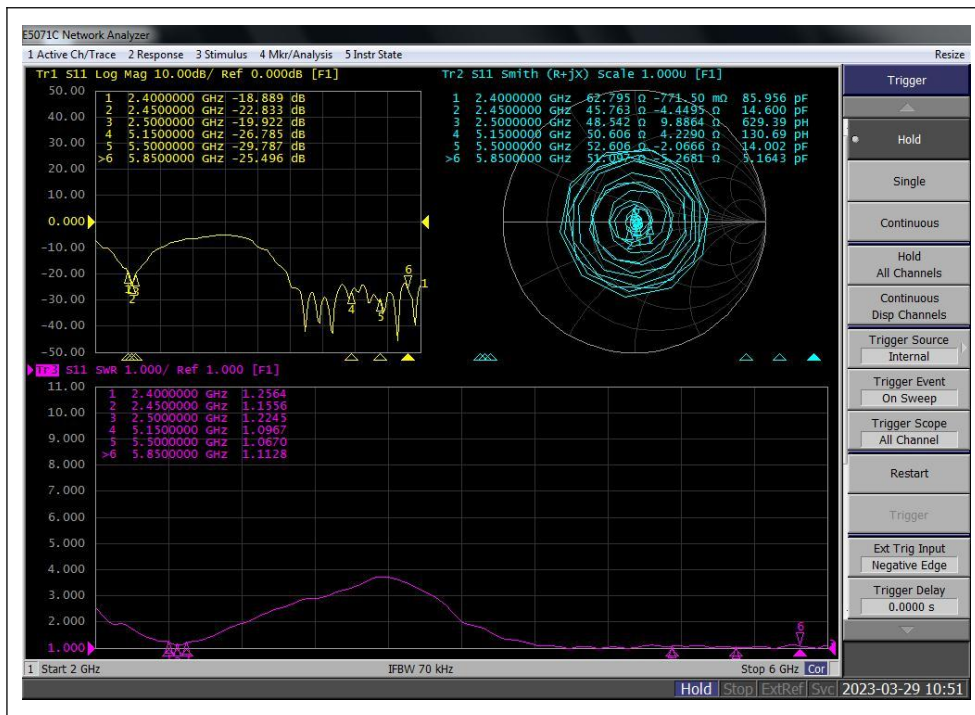 E5071C Network Analyzer
1 Active Ch/Trace 2 Response 3 Stimulus 4 Mkr/Analysis 5 Instr State Resize
Tr1 S11 Log Mag 10.00dB/ Ref 0.000dB [F1]
50.00
40.00
30.00
20.00
10.00
0.000
-10.00
-20.00
-30.00
-40.00
-50.00
1 2.4000000 GHz -18.889 dB
2 2.4500000 GHz -22.833 dB
3 2.5000000 GHz -19.922 dB
4 5.1500000 GHz -26.785 dB
5 5.5000000 GHz -29.787 dB
>6 5.8500000 GHz -25.496 dB
1
2
3
4
5
6
1
Tr2 S11 Smith (R+jX) Scale 1.000U [F1]
1 2.4000000 GHz 62.795 Ω -771.50 mΩ 85.956 pF
2 2.4500000 GHz 45.763 Ω -4.4495 Ω 14.600 pF
3 2.5000000 GHz 48.542 Ω 9.8864 Ω 629.39 pH
4 5.1500000 GHz 50.606 Ω 4.2290 Ω 130.69 pH
5 5.5000000 GHz 52.606 Ω -2.0666 Ω 14.002 pF
>6 5.8500000 GHz 51.097 Ω -5.2681 Ω 5.1643 pF
Tr3 S11 SWR 1.000/ Ref 1.000 [F1]
11.00
10.00
9.000
8.000
7.000
6.000
5.000
4.000
3.000
2.000
1.000
1 2.4000000 GHz 1.2564
2 2.4500000 GHz 1.1556
3 2.5000000 GHz 1.2245
4 5.1500000 GHz 1.0967
5 5.5000000 GHz 1.0670
>6 5.8500000 GHz 1.1128
6
1 Start 2 GHz IFBW 70 kHz Stop 6 GHz Cor
Trigger
Hold
Single
Continuous
Hold
All Channels
Continuous
Disp Channels
Trigger Source
Internal
Trigger Event
On Sweep
Trigger Scope
All Channel
Restart
Trigger
Ext Trig Input
Negative Edge
Trigger Delay
0.0000 s
Hold Stop ExtRef Svc 2023-03-29 10:51